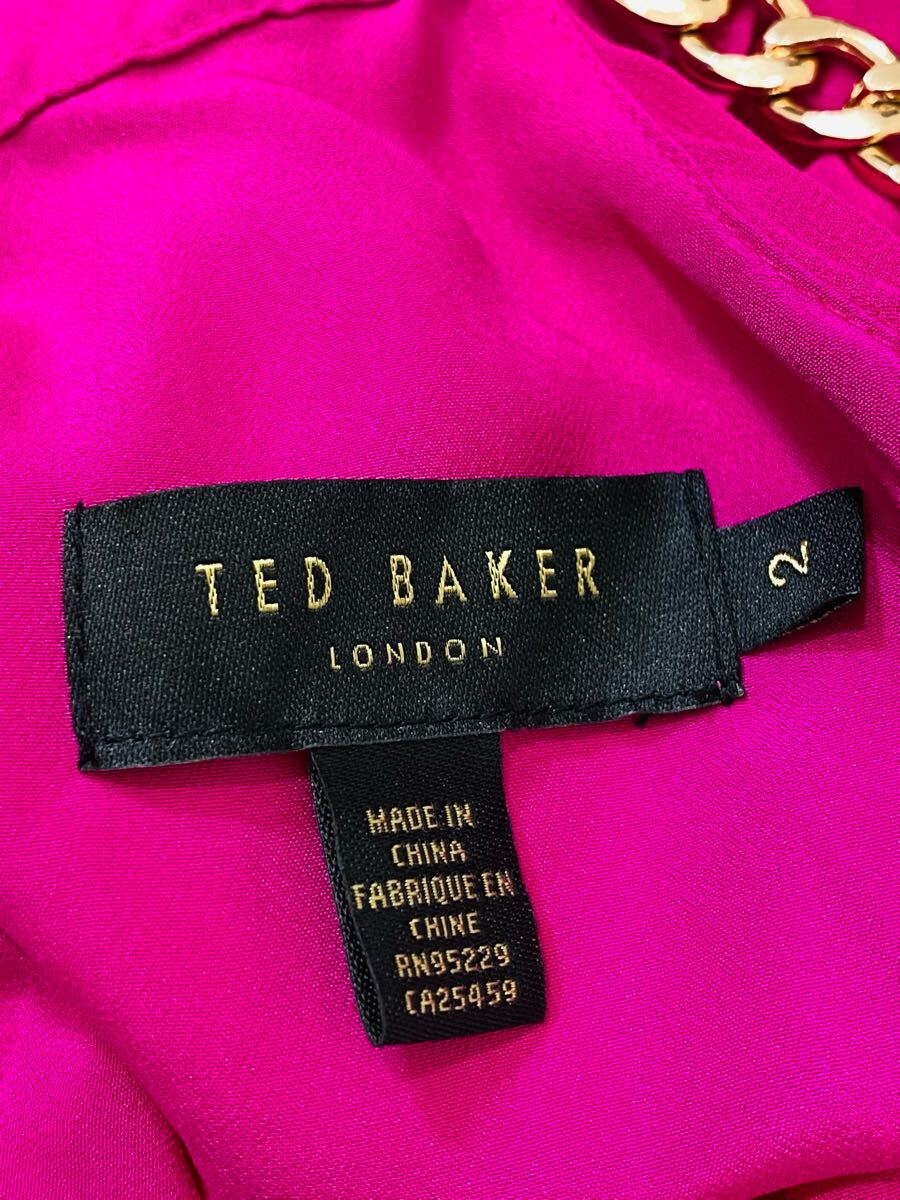 TED BAKER
LONDON
2
MADE IN
CHINA
FABRIQUE EN
CHINE
RN95229
CA25459